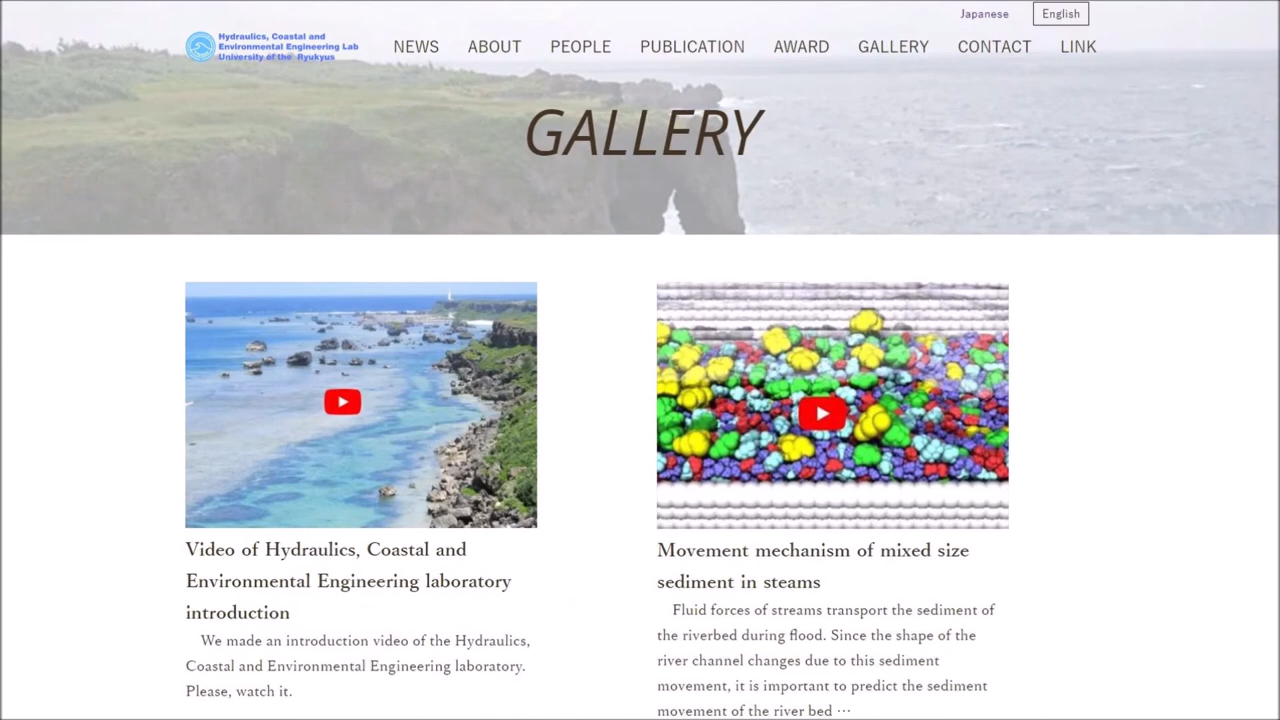 Japanese English
Hydraulics, Coastal and
Environmental Engineering Lab
University of the Ryukyus
NEWS ABOUT PEOPLE PUBLICATION AWARD GALLERY CONTACT LINK
GALLERY
Video of Hydraulics, Coastal and
Environmental Engineering laboratory
introduction
We made an introduction video of the Hydraulics,
Coastal and Environmental Engineering laboratory.
Please, watch it.
Movement mechanism of mixed size
sediment in steams
Fluid forces of streams transport the sediment of
the riverbed during flood. Since the shape of the
river channel changes due to this sediment
movement, it is important to predict the sediment
movement of the river bed ⋯